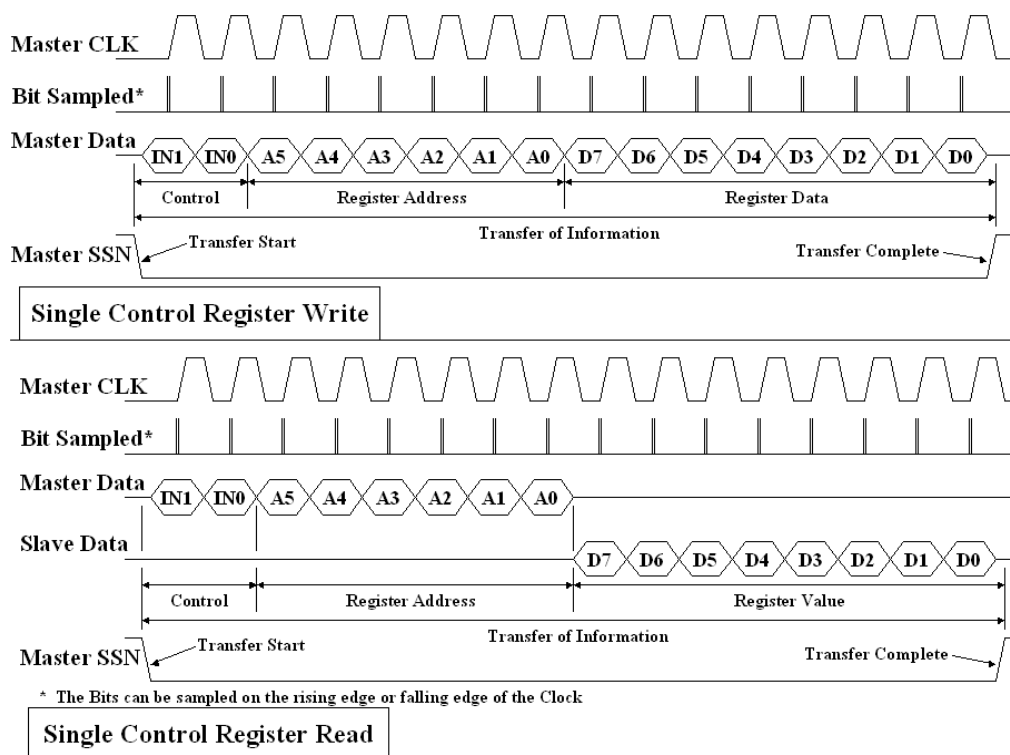 Master CLK
Bit Sampled*
Master Data
IN1 IN0 A5 A4 A3 A2 A1 A0 D7 D6 D5 D4 D3 D2 D1 D0
Control Register Address Register Data
Transfer of Information
Master SSN Transfer Start Transfer Complete
Single Control Register Write
Master CLK
Bit Sampled*
Master Data
IN1 IN0 A5 A4 A3 A2 A1 A0
Slave Data
D7 D6 D5 D4 D3 D2 D1 D0
Control Register Address Register Value
Transfer of Information
Master SSN Transfer Start Transfer Complete
* The Bits can be sampled on the rising edge or falling edge of the Clock
Single Control Register Read